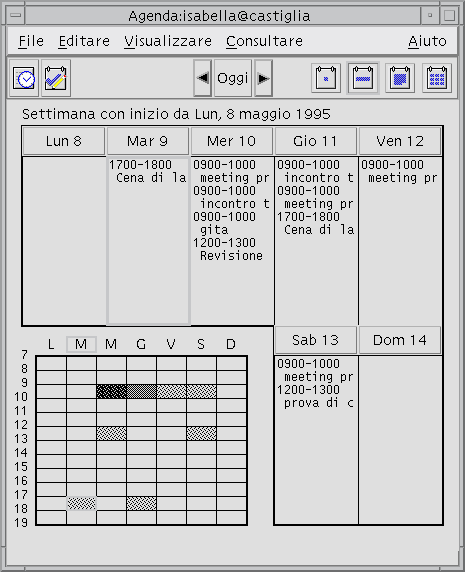 Agenda:isabella@castiglia
File Editare Visualizzare Consultare Aiuto
Oggi
Settimana con inizio da Lun, 8 maggio 1995
Lun 8 Mar 9 Mer 10 Gio 11 Ven 12
1700-1800
Cena di la
0900-1000
meeting pr
0900-1000
incontro t
0900-1000
gita
1200-1300
Revisione
0900-1000
incontro t
0900-1000
meeting pr
1700-1800
Cena di la
0900-1000
meeting pr
Sab 13 Dom 14
0900-1000
meeting pr
1200-1300
prova di c
L M M G V S D
7
8
9
10
11
12
13
14
15
16
17
18
19